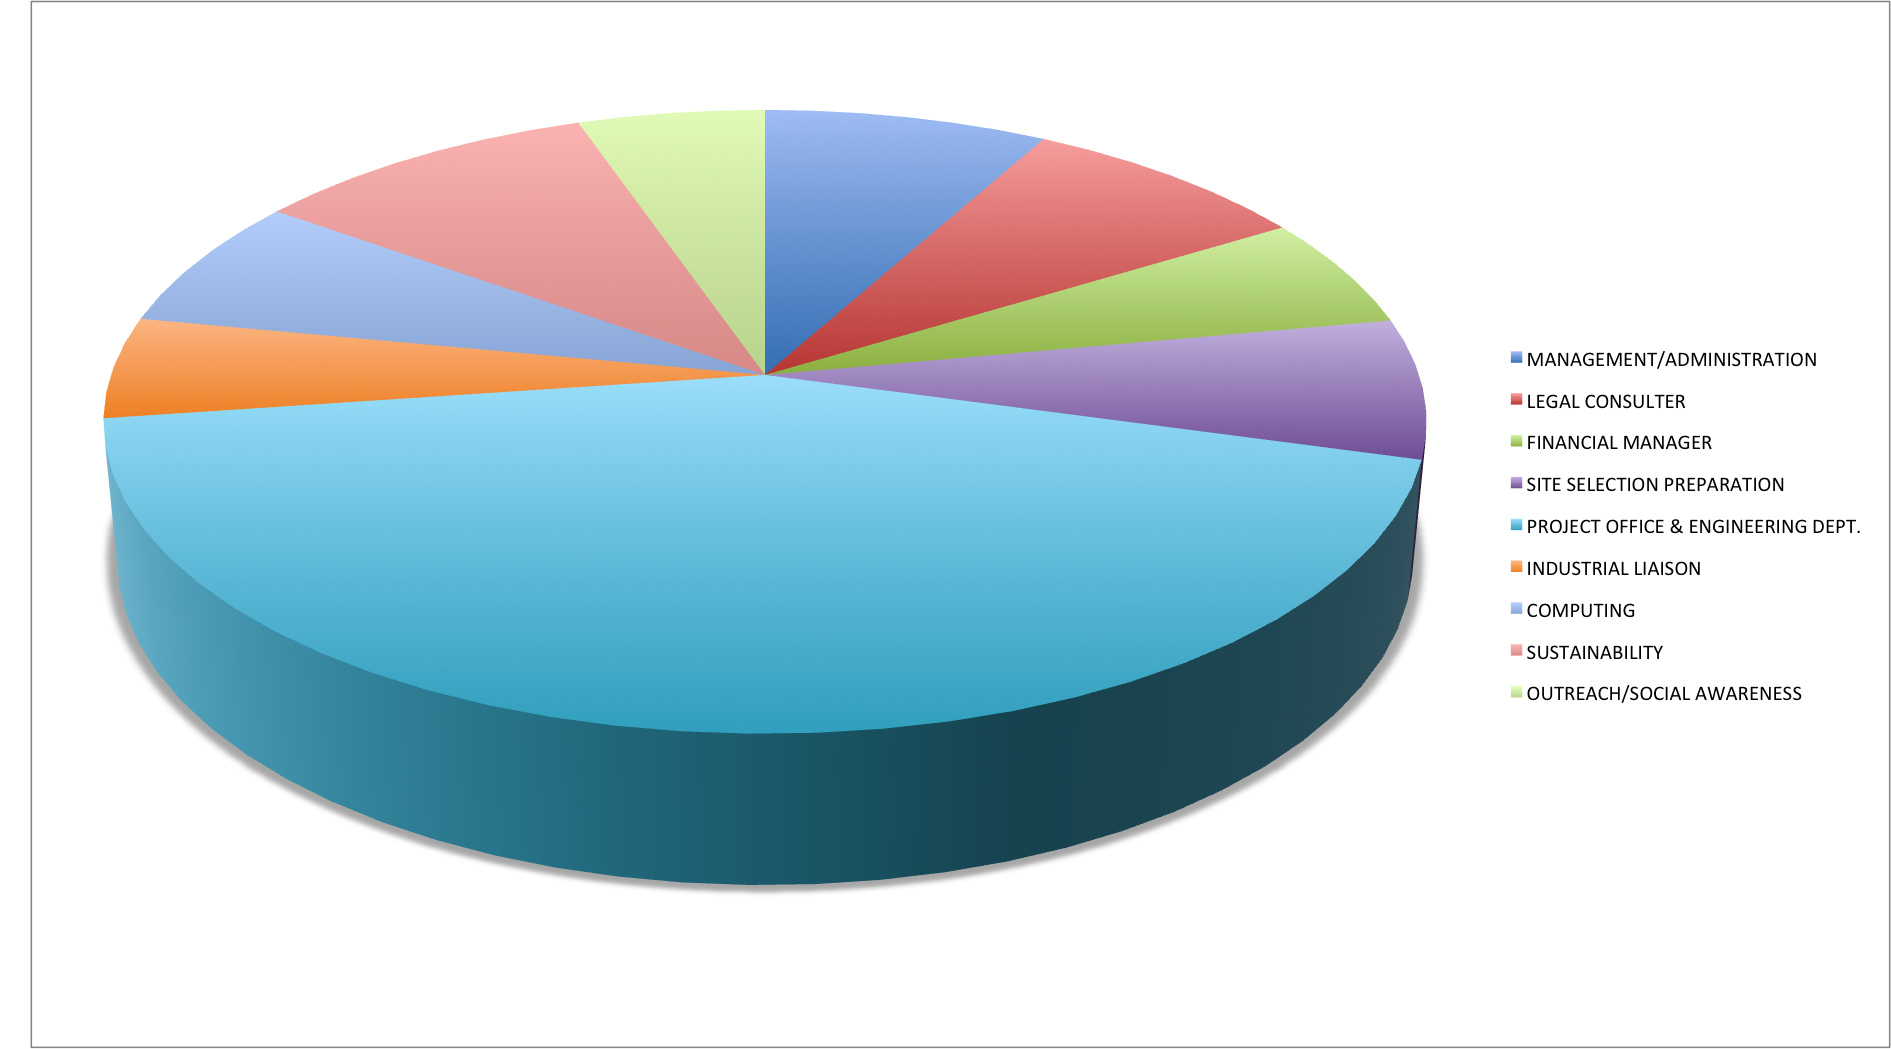 MANAGEMENT/ADMINISTRATION
LEGAL CONSULTER
FINANCIAL MANAGER
SITE SELECTION PREPARATION
PROJECT OFFICE & ENGINEERING DEPT.
INDUSTRIAL LIAISON
COMPUTING
SUSTAINABILITY
OUTREACH/SOCIAL AWARENESS